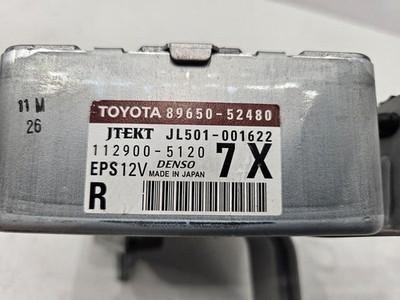 11 M
26
TOYOTA 89650-52480
JTEKT JL501-001622
112900-5120 7X
DENSO
EPS12V MADE IN JAPAN
R